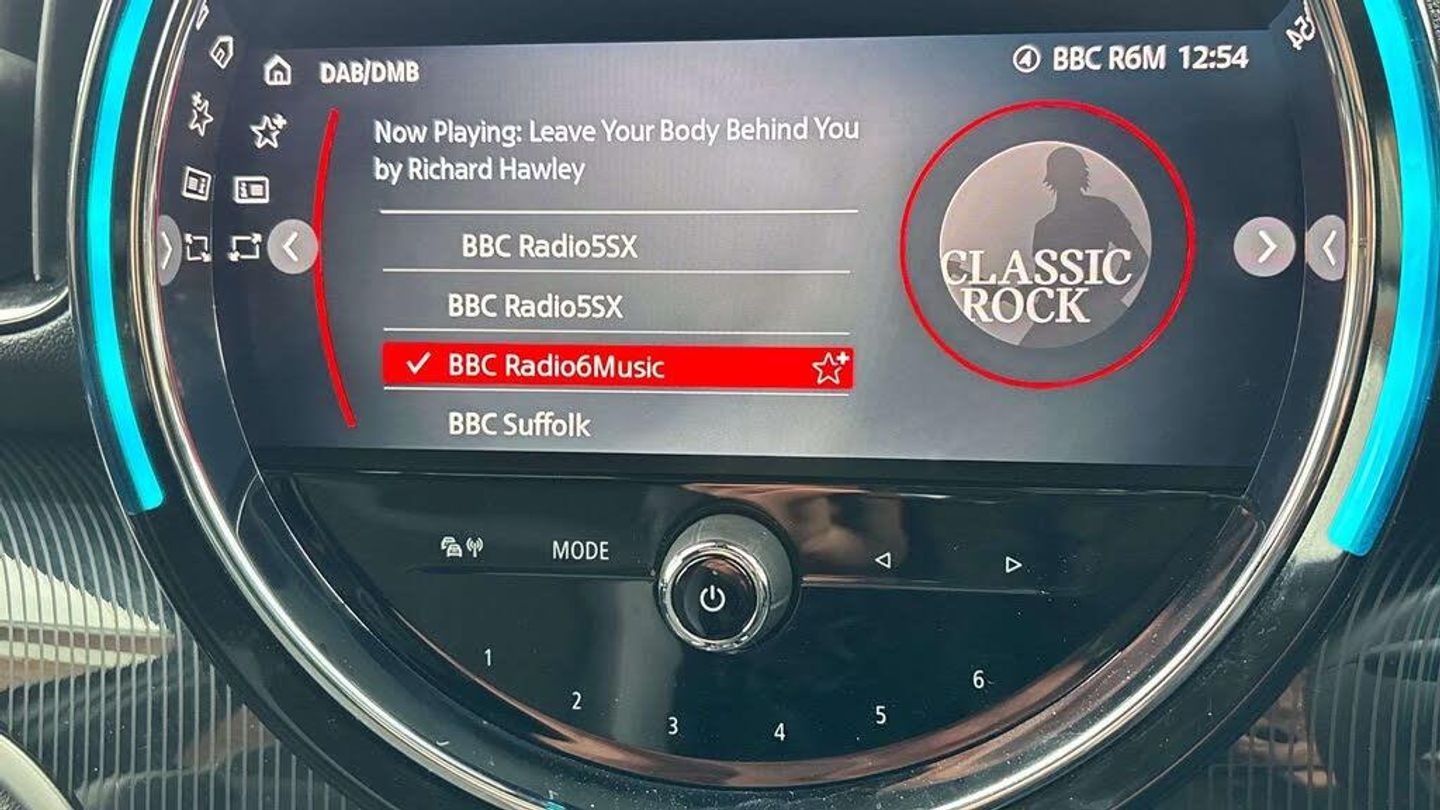 DAB/DMB
BBC R6M 12:54
Now Playing: Leave Your Body Behind You
by Richard Hawley
BBC Radio5SX
BBC Radio5SX
BBC Radio6Music
BBC Suffolk
CLASSIC
ROCK
MODE
1
2
3
4
5
6